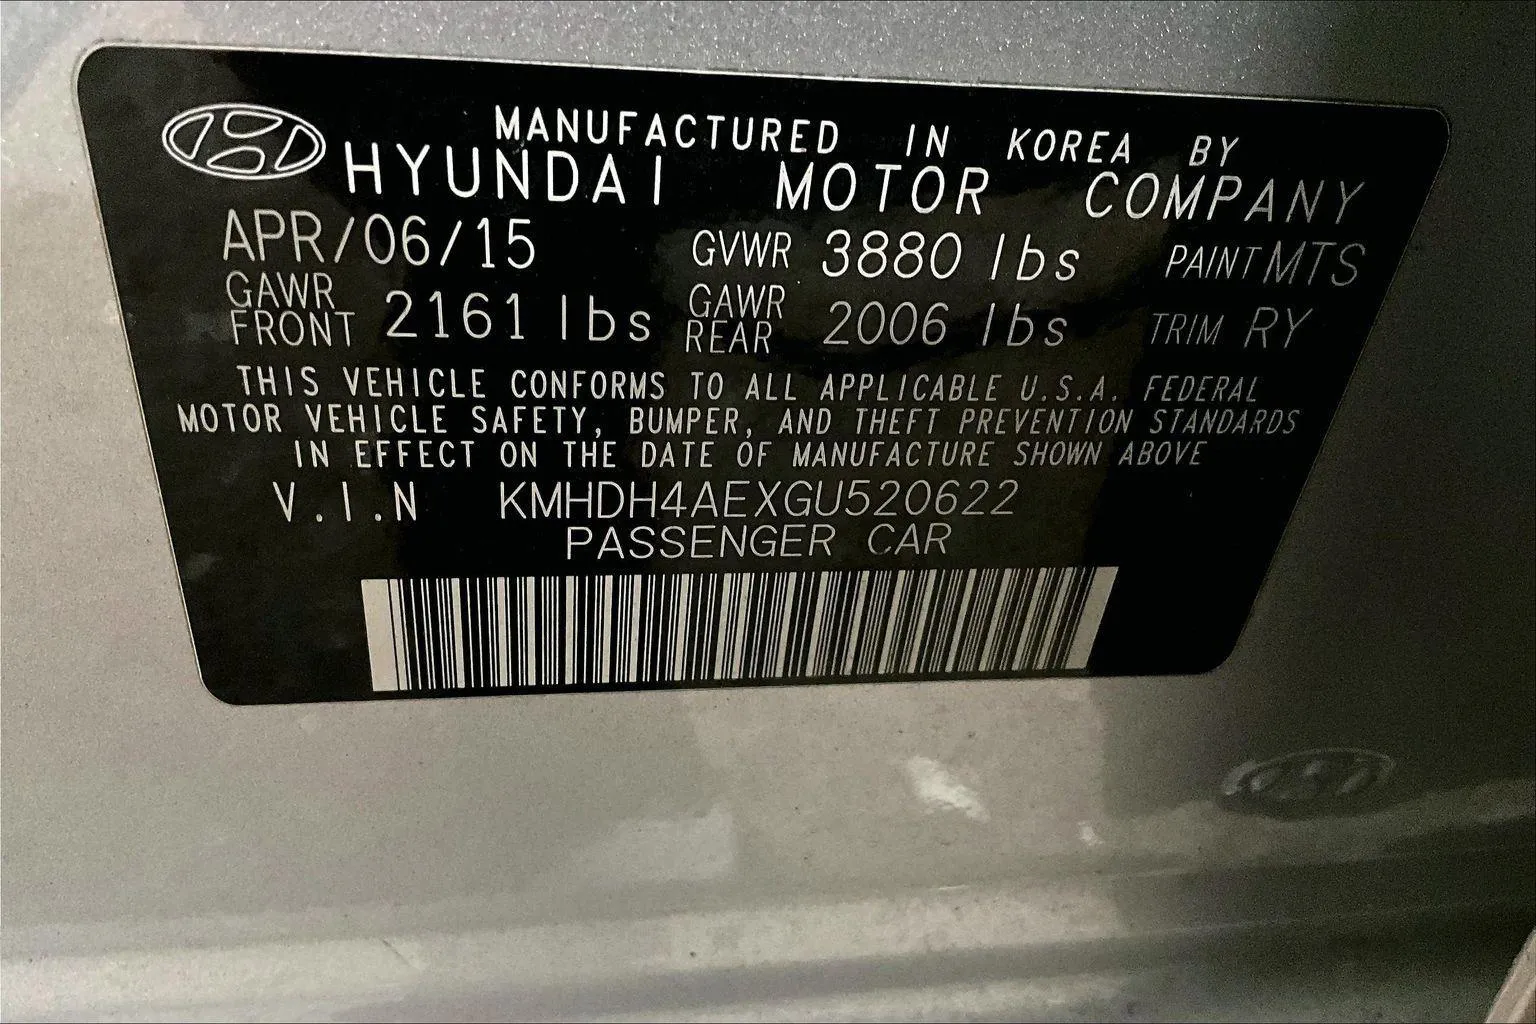 MANUFACTURED IN KOREA BY
HYUNDAI MOTOR COMPANY
APR/06/15 GVWR 3880 lbs PAINT MTS
GAWR FRONT 2161 lbs GAWR REAR 2006 lbs TRIM RY
THIS VEHICLE CONFORMS TO ALL APPLICABLE U.S.A. FEDERAL
MOTOR VEHICLE SAFETY, BUMPER, AND THEFT PREVENTION STANDARDS
IN EFFECT ON THE DATE OF MANUFACTURE SHOWN ABOVE
V.I.N KMHDH4AEXGU520622
PASSENGER CAR